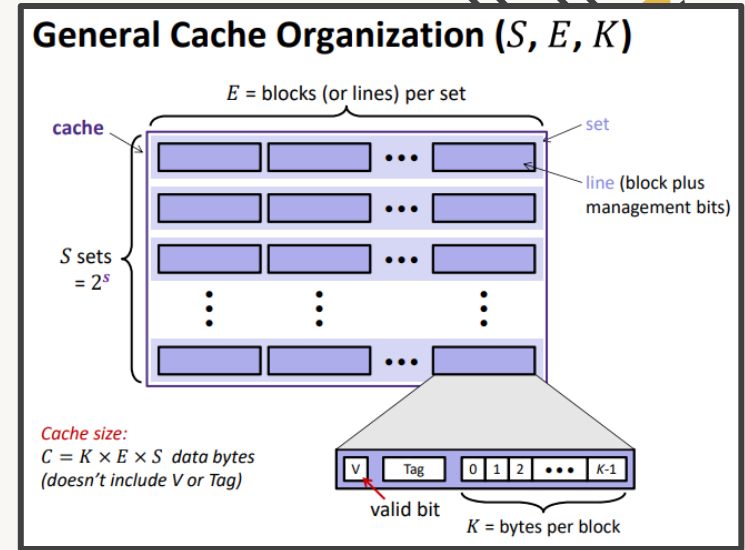 General Cache Organization (S, E, K)
E = blocks (or lines) per set
cache
set
line (block plus
management bits)
S sets
= 2ˢ
Cache size:
C = K × E × S data bytes
(doesn't include V or Tag)
V Tag 0 1 2 ••• K-1
valid bit
K = bytes per block